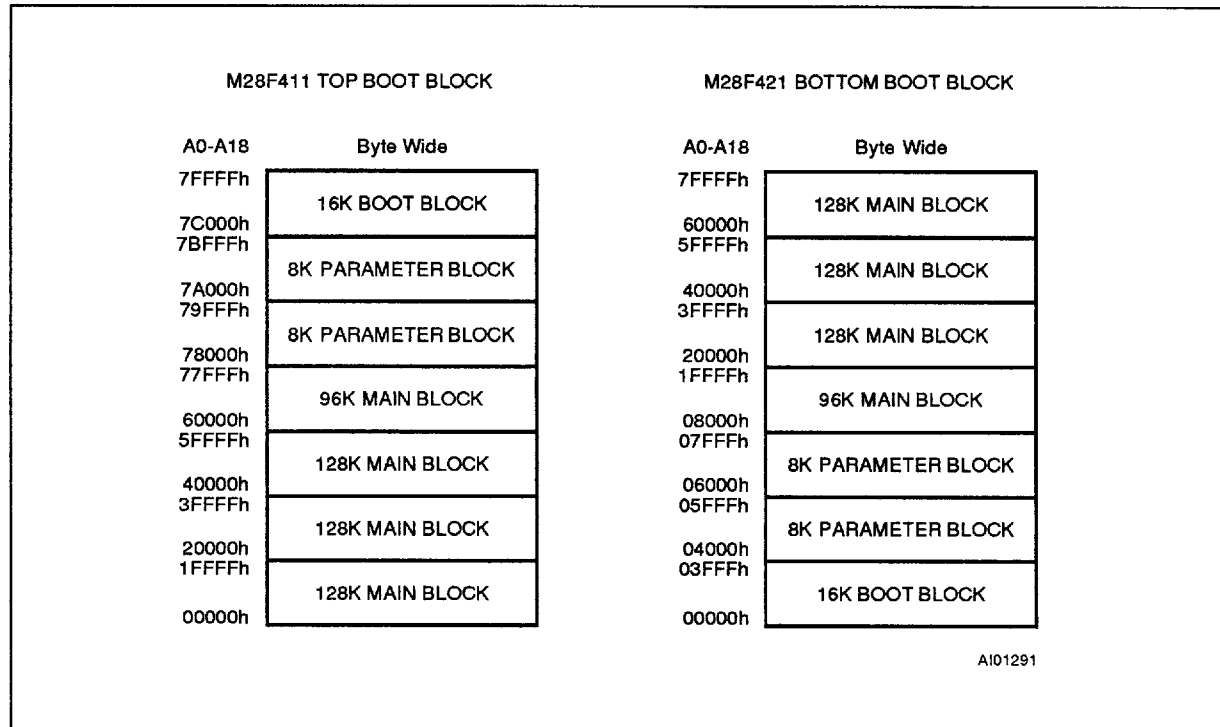 M28F411 TOP BOOT BLOCK
A0-A18 Byte Wide
7FFFFh
16K BOOT BLOCK
7C000h
7BFFFh
8K PARAMETER BLOCK
7A000h
79FFFh
8K PARAMETER BLOCK
78000h
77FFFh
96K MAIN BLOCK
60000h
5FFFFh
128K MAIN BLOCK
40000h
3FFFFh
128K MAIN BLOCK
20000h
1FFFFh
128K MAIN BLOCK
00000h
M28F421 BOTTOM BOOT BLOCK
A0-A18 Byte Wide
7FFFFh
128K MAIN BLOCK
60000h
5FFFFh
128K MAIN BLOCK
40000h
3FFFFh
128K MAIN BLOCK
20000h
1FFFFh
96K MAIN BLOCK
08000h
07FFFh
8K PARAMETER BLOCK
06000h
05FFFh
8K PARAMETER BLOCK
04000h
03FFFh
16K BOOT BLOCK
00000h
AI01291